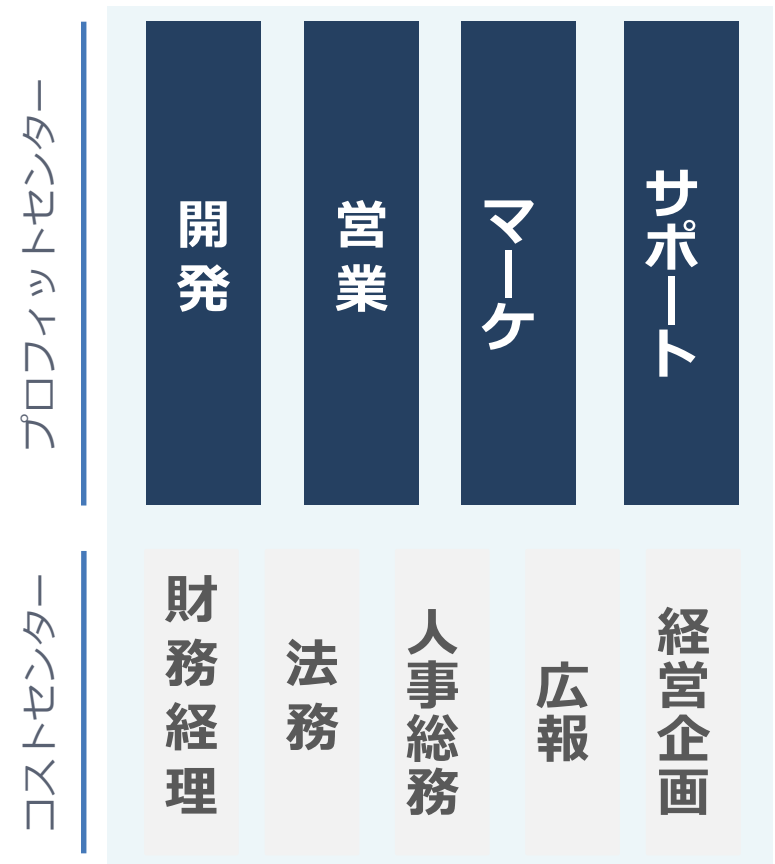 プロフィットセンター
開発
営業
マーケ
サポート
コストセンター
財務経理
法務
人事総務
広報
経営企画